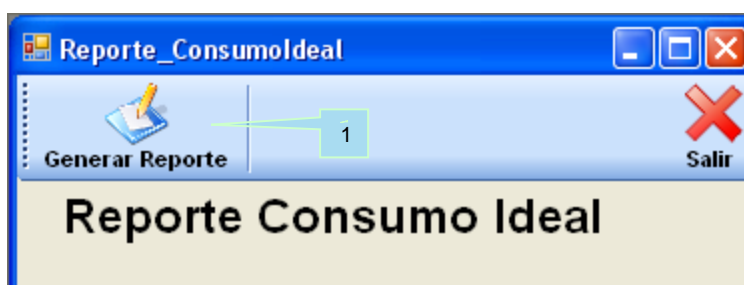 Reporte_ConsumoIdeal
1
Generar Reporte
Salir
Reporte Consumo Ideal